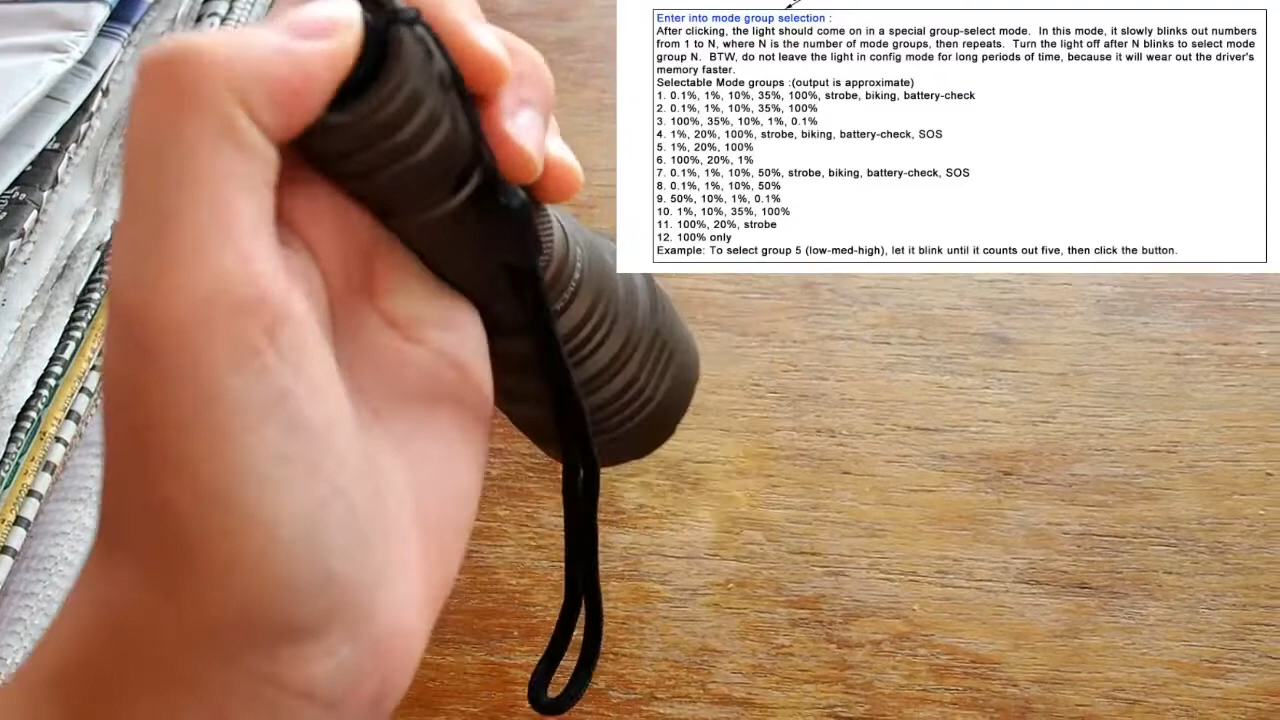 Enter into mode group selection :
After clicking, the light should come on in a special group-select mode. In this mode, it slowly blinks out numbers
from 1 to N, where N is the number of mode groups, then repeats. Turn the light off after N blinks to select mode
group N. BTW, do not leave the light in config mode for long periods of time, because it will wear out the driver's
memory faster.
Selectable Mode groups :(output is approximate)
1. 0.1%, 1%, 10%, 35%, 100%, strobe, biking, battery-check
2. 0.1%, 1%, 10%, 35%, 100%
3. 100%, 35%, 10%, 1%, 0.1%
4. 1%, 20%, 100%, strobe, biking, battery-check, SOS
5. 1%, 20%, 100%
6. 100%, 20%, 1%
7. 0.1%, 1%, 10%, 50%, strobe, biking, battery-check, SOS
8. 0.1%, 1%, 10%, 50%
9. 50%, 10%, 1%, 0.1%
10. 1%, 10%, 35%, 100%
11. 100%, 20%, strobe
12. 100% only
Example: To select group 5 (low-med-high), let it blink until it counts out five, then click the button.